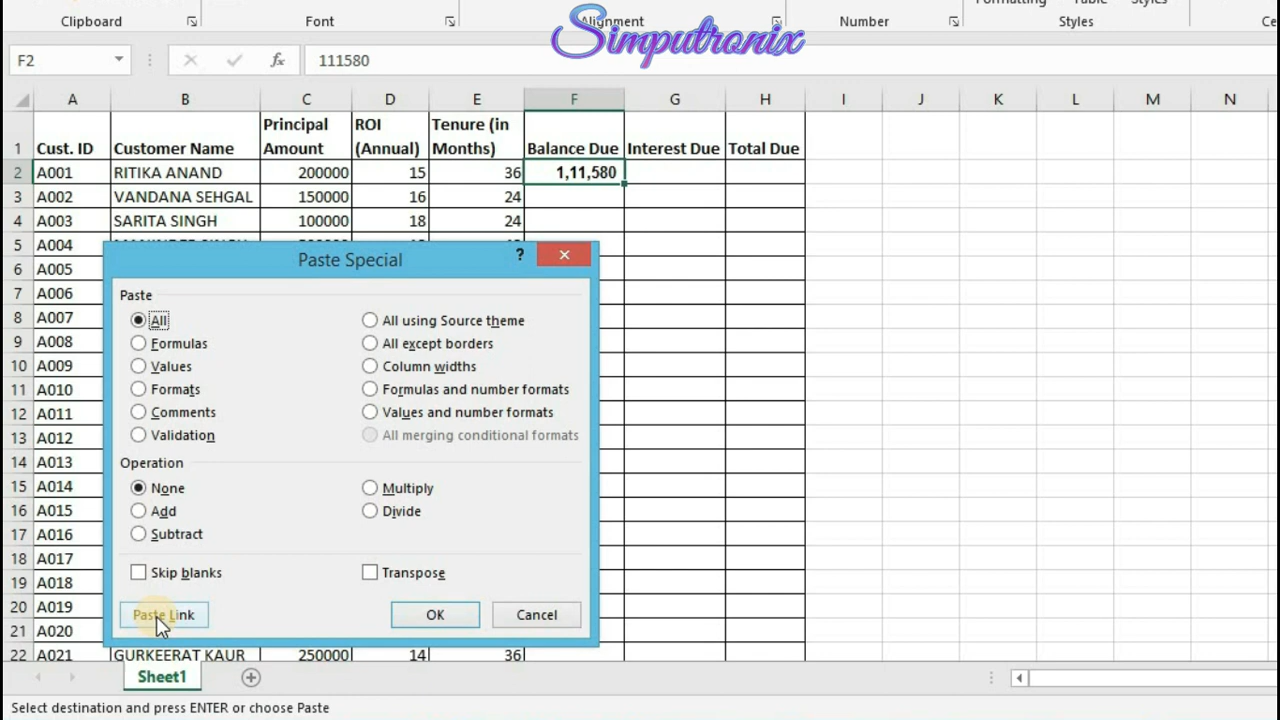 Formatting Table Styles
Clipboard Font Alignment Number Styles Ce
Simputronix
F2 fx 111580
A B C D E F G H I J K L M N
Principal ROI Tenure (in
1 Cust. ID Customer Name Amount (Annual) Months) Balance Due Interest Due Total Due
2 A001 RITIKA ANAND 200000 15 36 1,11,580
3 A002 VANDANA SEHGAL 150000 16 24
4 A003 SARITA SINGH 100000 18 24
5 A004
6 A005
7 A006
8 A007
9 A008
10 A009
11 A010
12 A011
13 A012
14 A013
15 A014
16 A015
17 A016
18 A017
19 A018
20 A019
21 A020
22 A021 GURKEERAT KAUR 250000 14 36
Paste Special ?
Paste
All All using Source theme
Formulas All except borders
Values Column widths
Formats Formulas and number formats
Comments Values and number formats
Validation All merging conditional formats
Operation
None Multiply
Add Divide
Subtract
Skip blanks Transpose
Paste Link OK Cancel
Sheet1
Select destination and press ENTER or choose Paste